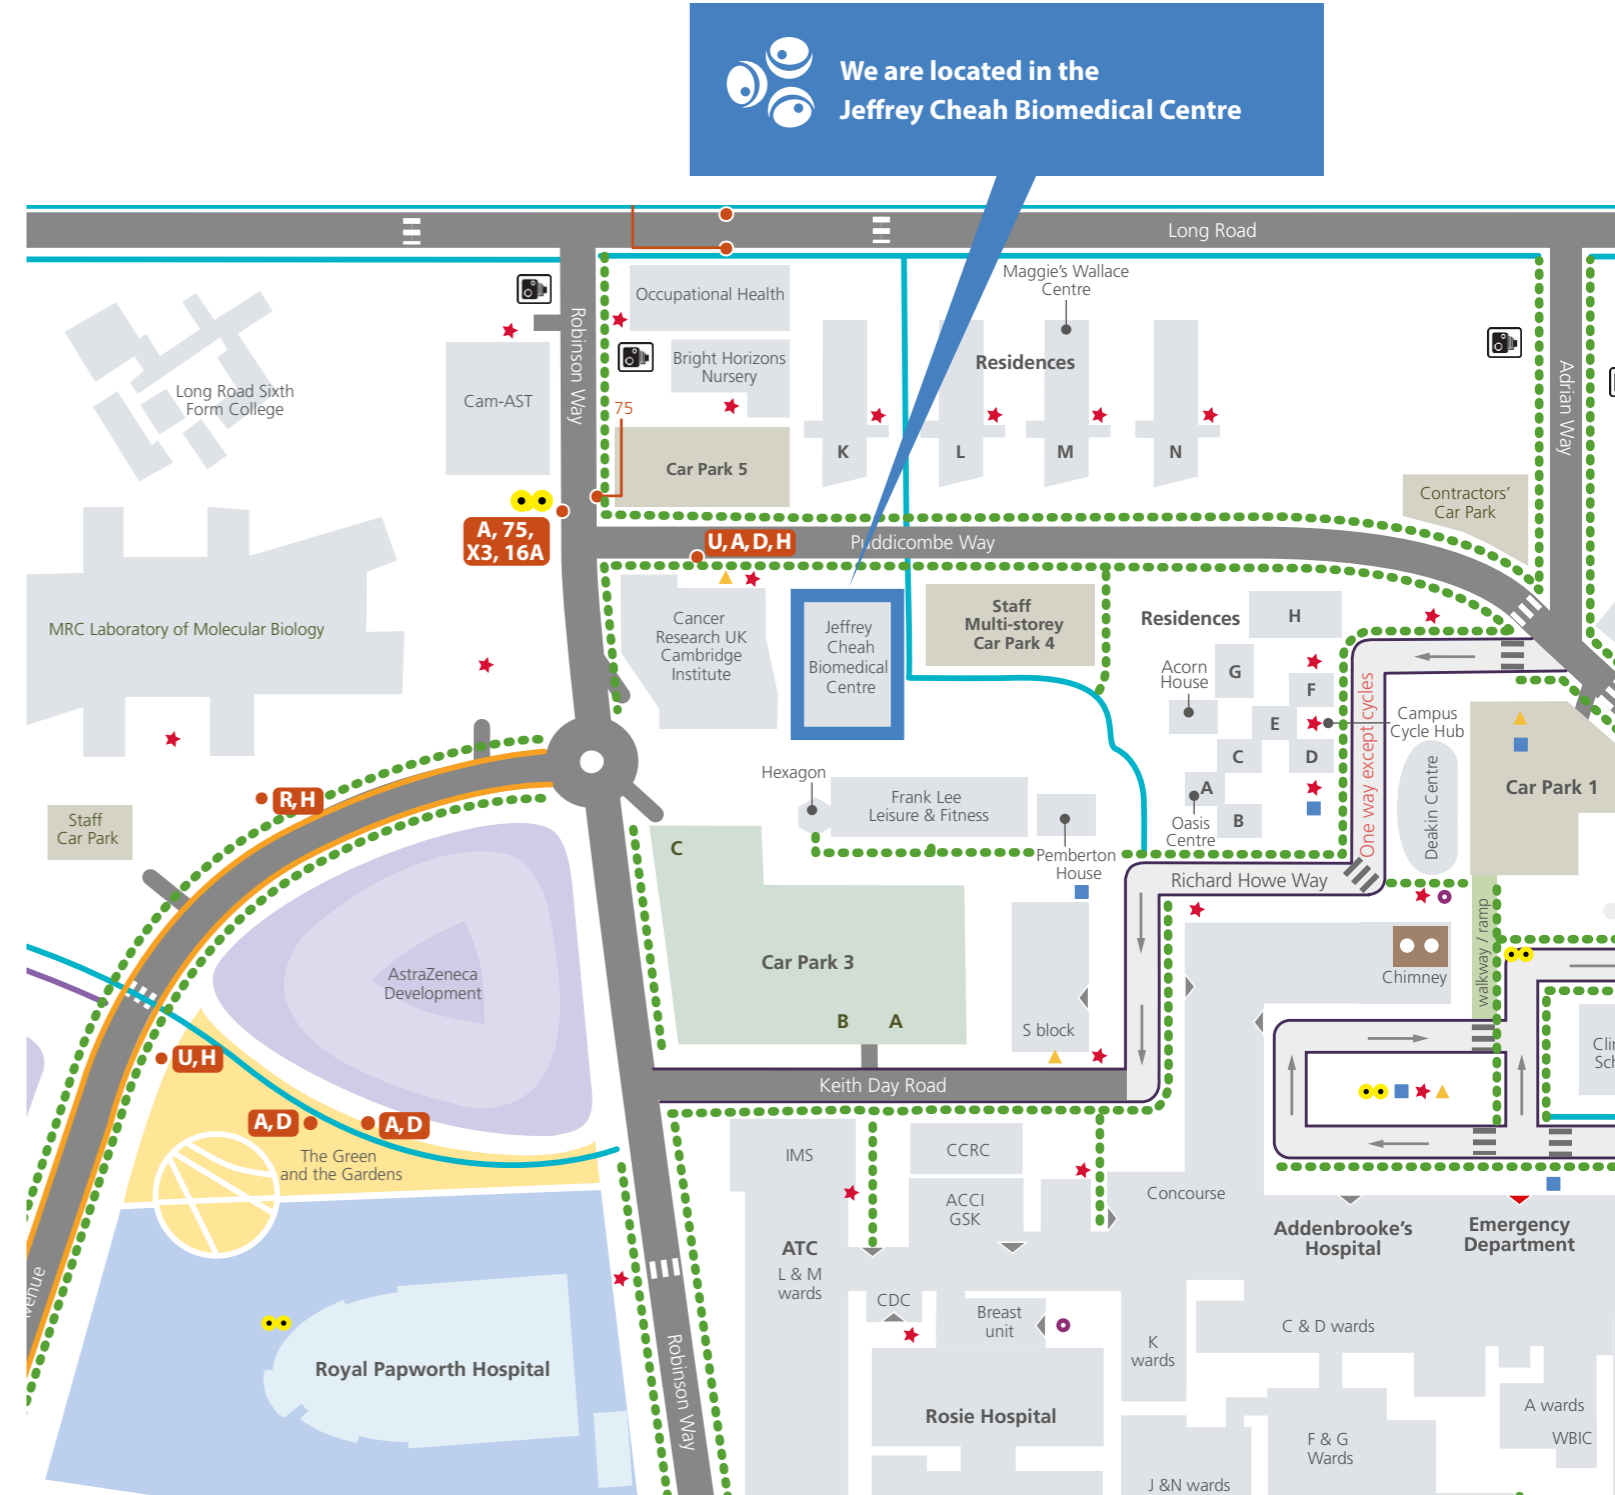 We are located in the
Jeffrey Cheah Biomedical Centre
Long Road
Maggie's Wallace
Centre
Occupational Health
Robinson Way
Bright Horizons
Nursery
Residences
Long Road Sixth
Form College
Cam-AST
75
Adrian Way
Car Park 5
K
L
M
N
Contractors'
Car Park
A, 75,
X3, 16A
U, A, D, H
Puddicombe Way
MRC Laboratory of Molecular Biology
Cancer
Research UK
Cambridge
Institute
Jeffrey
Cheah
Biomedical
Centre
Staff
Multi-storey
Car Park 4
Residences
H
G
F
E
C
D
A
B
Acorn
House
One way except cycles
Campus
Cycle Hub
Deakin Centre
Car Park 1
Oasis
Centre
Hexagon
Frank Lee
Leisure & Fitness
Pemberton
House
R, H
Staff
Car Park
C
Richard Howe Way
walkway / ramp
Car Park 3
B
A
AstraZeneca
Development
Chimney
S block
U, H
Keith Day Road
A, D
A, D
The Green
and the Gardens
IMS
CCRC
ACCI
GSK
Concourse
Addenbrooke's
Hospital
Emergency
Department
ATC
L & M
wards
CDC
Breast
unit
K
wards
C & D wards
Royal Papworth Hospital
Robinson Way
Rosie Hospital
A wards
WBIC
F & G
Wards
J &N wards